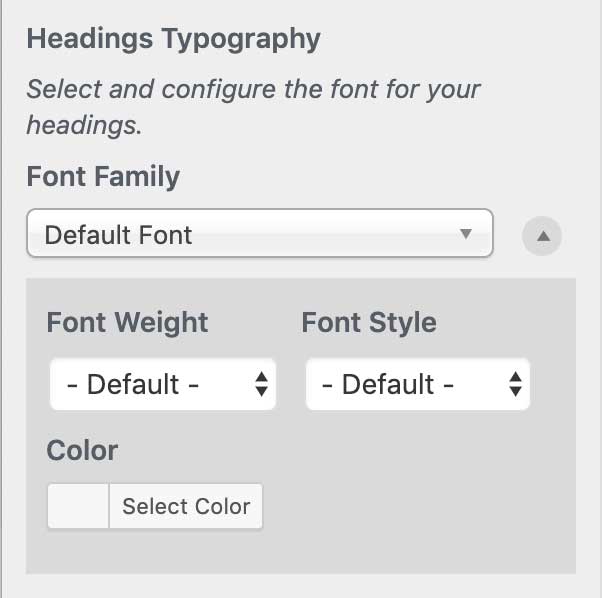 Headings Typography
Select and configure the font for your
headings.
Font Family
Default Font
Font Weight Font Style
- Default - - Default -
Color
Select Color